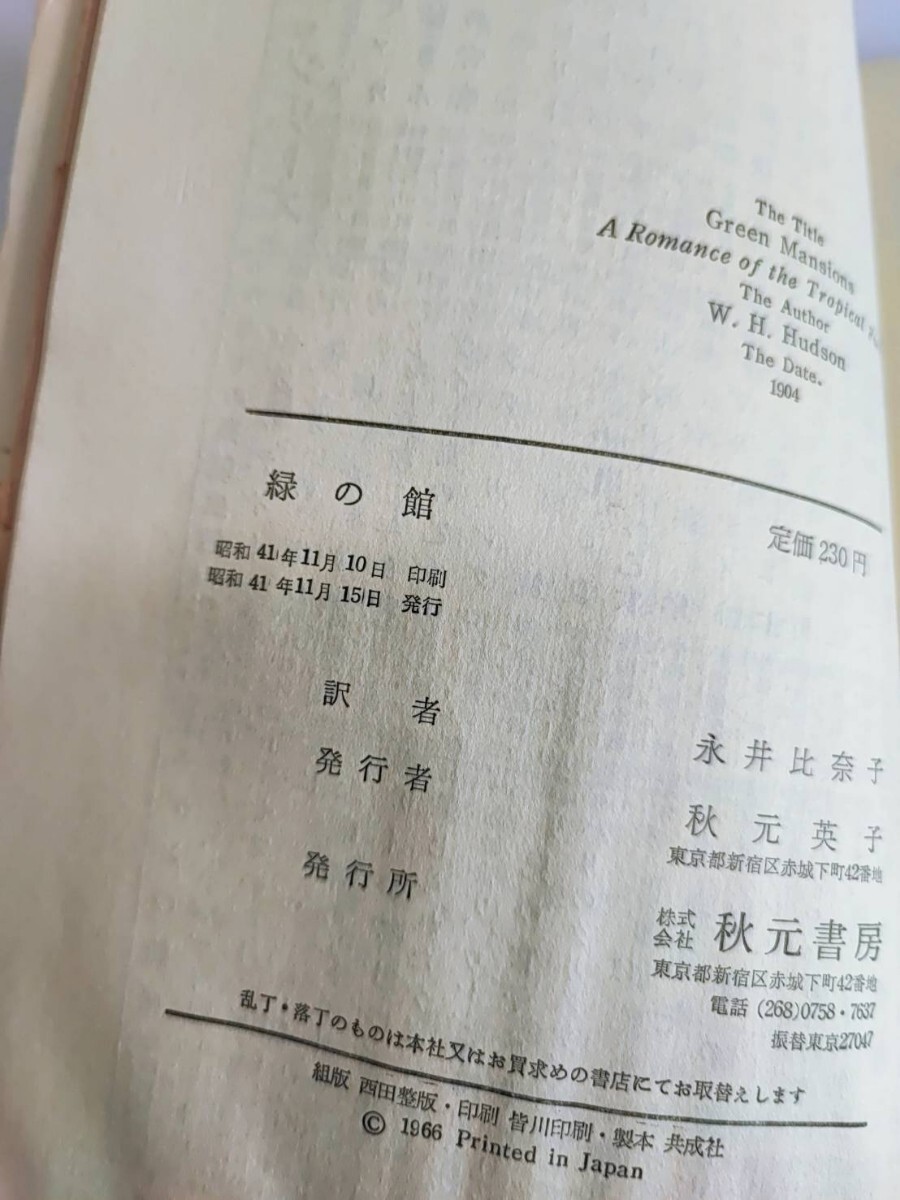 The Title
Green Mansions
A Romance of the Tropical
The Author
W. H. Hudson
The Date.
1904
緑の館
定価230円
昭和41年11月10日 印刷
昭和41年11月15日 発行
訳者 永井比奈子
発行者 秋元英子
東京都新宿区赤城下町42番地
発行所 株式会社 秋元書房
東京都新宿区赤城下町42番地
電話 (268)0758・7637
振替東京27047
乱丁・落丁のものは本社又はお買求めの書店にてお取替えします
組版 西田整版・印刷 皆川印刷・製本 共成社
© 1966 Printed in Japan